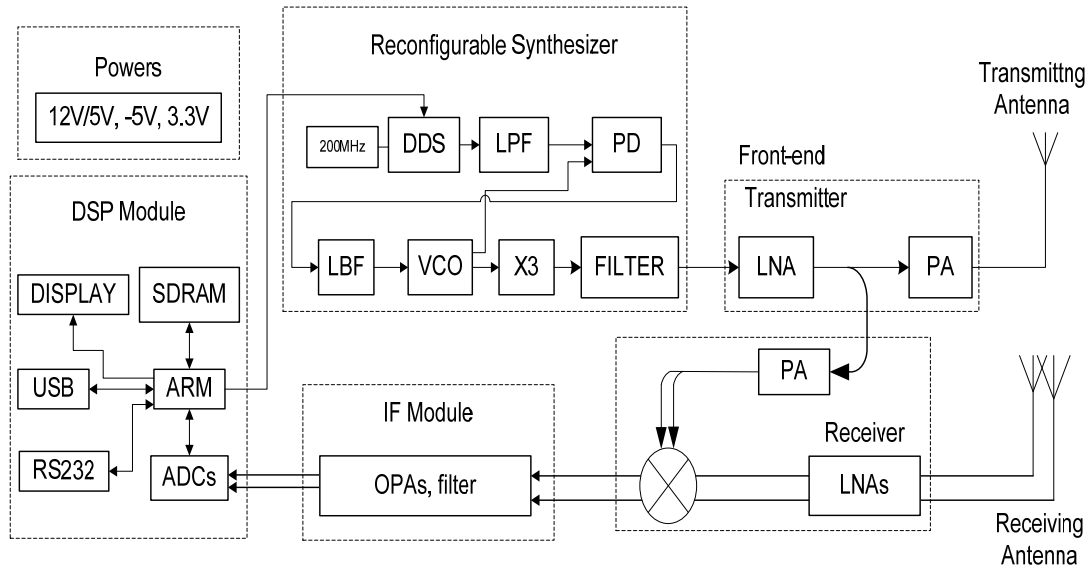 Powers
12V/5V, -5V, 3.3V
Reconfigurable Synthesizer
200MHz
DDS
LPF
PD
LBF
VCO
X3
FILTER
Transmittng
Antenna
Front-end
Transmitter
LNA
PA
DSP Module
DISPLAY
SDRAM
USB
ARM
RS232
ADCs
IF Module
OPAs, filter
PA
Receiver
LNAs
Receiving
Antenna